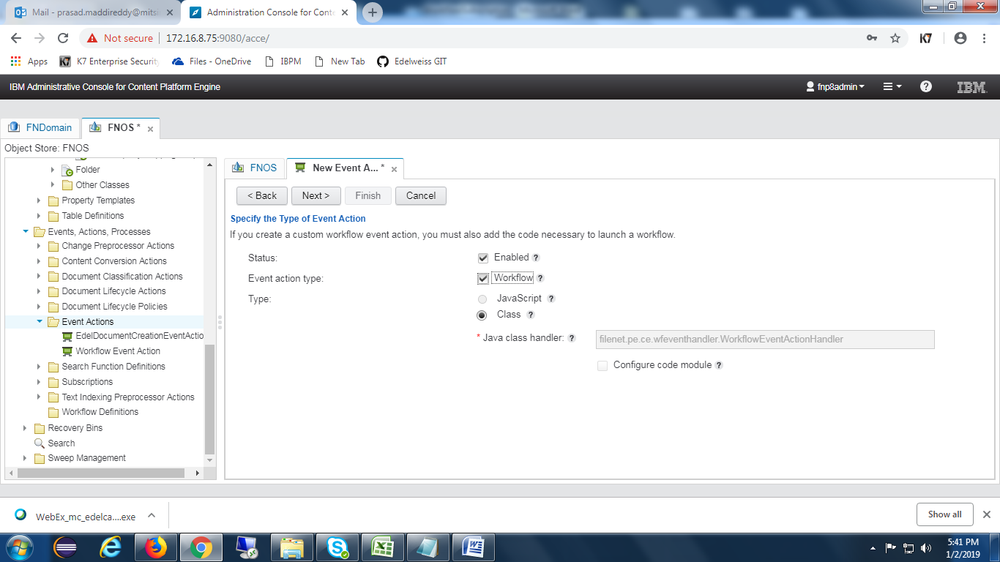 Mail - prasad.maddireddy@mitsi
Administration Console for Conte
Not secure
172.16.8.75:9080/acce/
K7
Apps
K7 Enterprise Security
Files - OneDrive
IBPM
New Tab
Edelweiss GIT
IBM Administrative Console for Content Platform Engine
fnp8admin
?
IBM
FNDomain
FNOS *
Object Store: FNOS
Folder
Other Classes
Property Templates
Table Definitions
Events, Actions, Processes
Change Preprocessor Actions
Content Conversion Actions
Document Classification Actions
Document Lifecycle Actions
Document Lifecycle Policies
Event Actions
EdelDocumentCreationEventActio
Workflow Event Action
Search Function Definitions
Subscriptions
Text Indexing Preprocessor Actions
Workflow Definitions
Recovery Bins
Search
Sweep Management
FNOS
New Event A... *
< Back
Next >
Finish
Cancel
Specify the Type of Event Action
If you create a custom workflow event action, you must also add the code necessary to launch a workflow.
Status:
Enabled ?
Event action type:
Workflow ?
Type:
JavaScript ?
Class ?
* Java class handler: ?
filenet.pe.ce.wfeventhandler.WorkflowEventActionHandler
Configure code module ?
WebEx_mc_edelca....exe
Show all
5:41 PM
1/2/2019